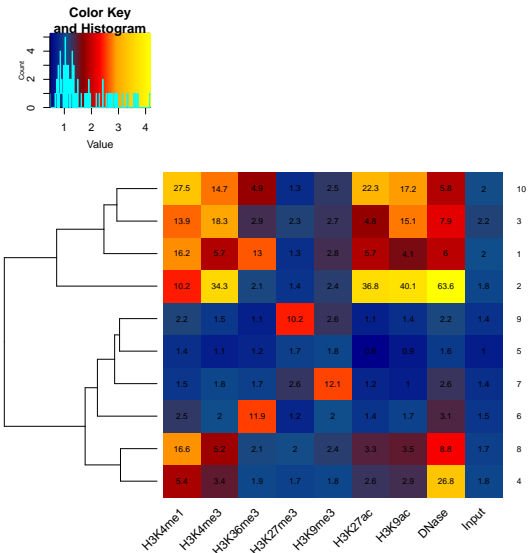 Color Key
and Histogram
Count
0 2 4
1 2 3 4
Value
27.5 14.7 4.9 1.3 2.5 22.3 17.2 5.8 2 10
13.9 18.3 2.9 2.3 2.7 4.8 15.1 7.9 2.2 3
16.2 5.7 13 1.3 2.8 5.7 4.1 6 2 1
10.2 34.3 2.1 1.4 2.4 36.8 40.1 63.6 1.8 2
2.2 1.5 1.1 10.2 2.6 1.1 1.4 2.2 1.4 9
1.4 1.1 1.2 1.7 1.8 0.9 1.6 1 5
1.5 1.8 1.7 2.6 12.1 1.2 1 2.6 1.4 7
2.5 2 11.9 1.2 2 1.4 1.7 3.1 1.5 6
16.6 5.2 2.1 2 2.4 3.3 3.5 8.8 1.7 8
5.4 3.4 1.9 1.7 1.8 2.6 2.9 26.8 1.8 4
H3K4me1 H3K4me3 H3K36me3 H3K27me3 H3K9me3 H3K27ac H3K9ac DNase Input